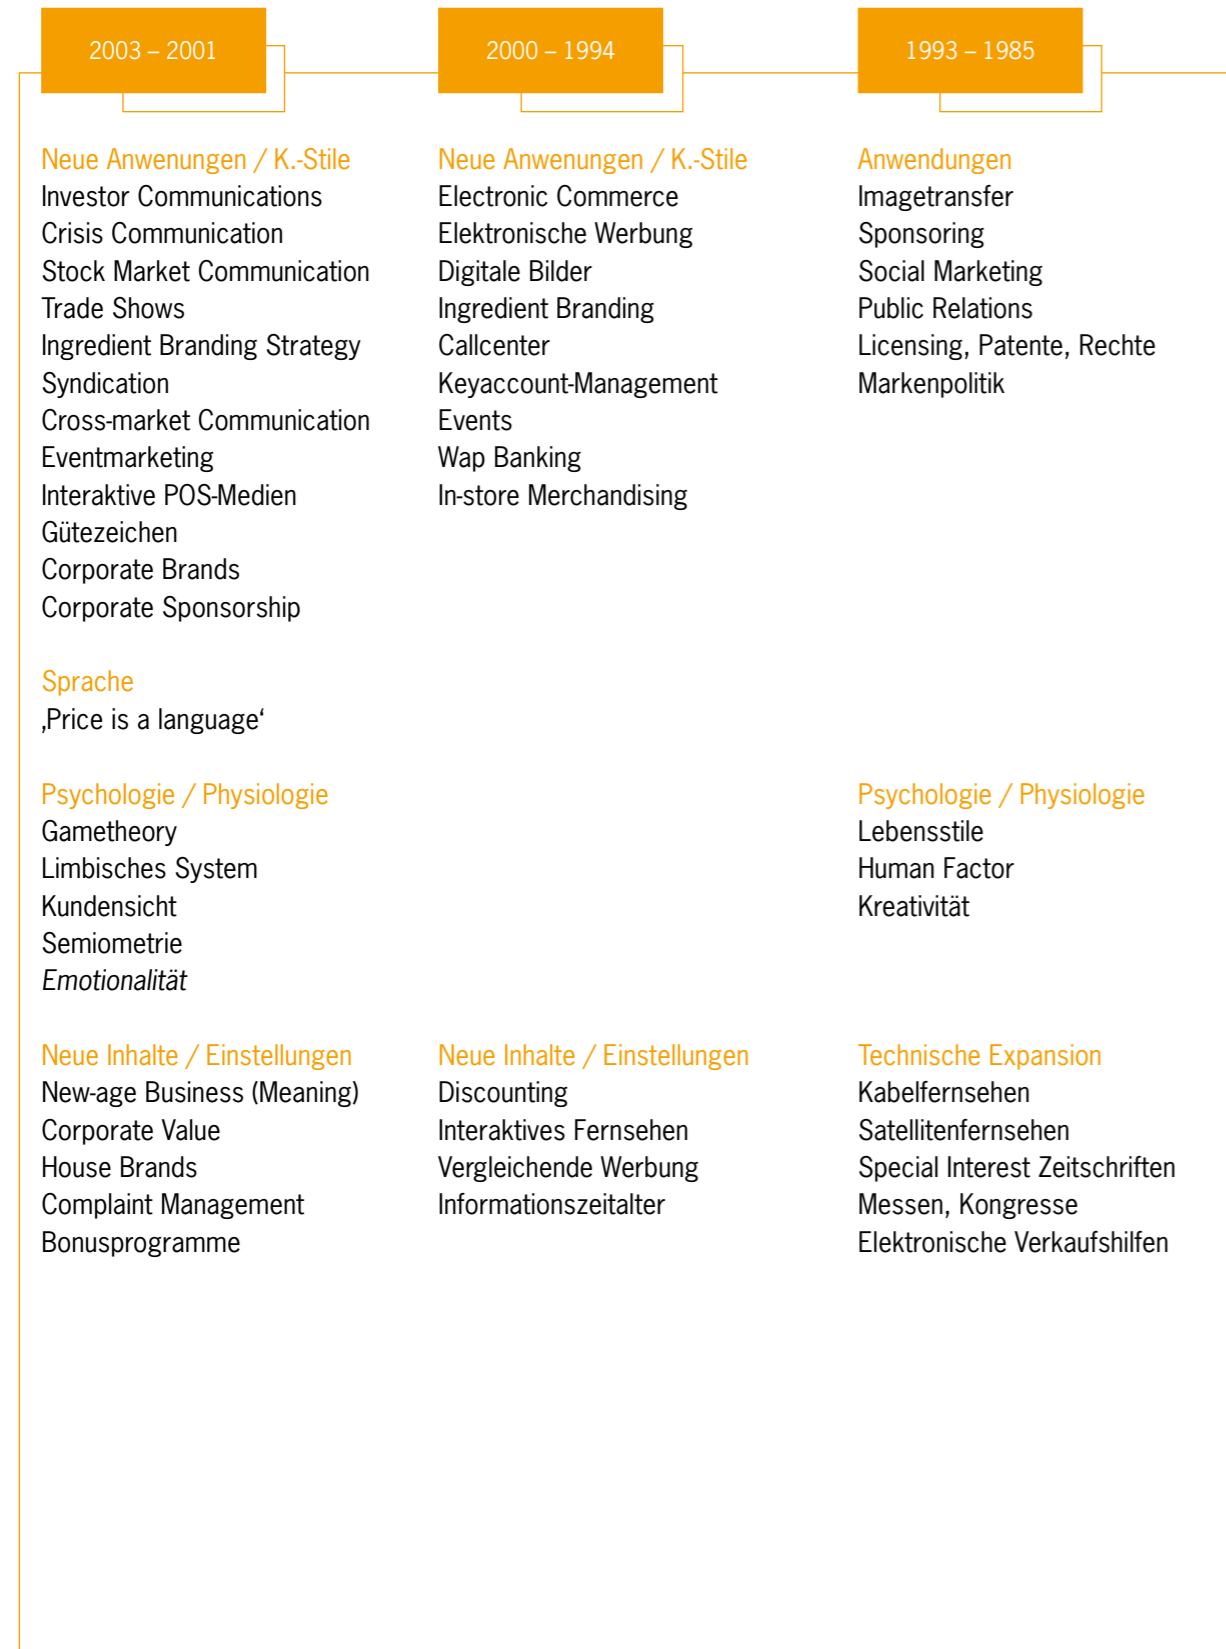 2003 – 2001
Neue Anwenungen / K.-Stile
Investor Communications
Crisis Communication
Stock Market Communication
Trade Shows
Ingredient Branding Strategy
Syndication
Cross-market Communication
Eventmarketing
Interaktive POS-Medien
Gütezeichen
Corporate Brands
Corporate Sponsorship
Sprache
‚Price is a language‘
Psychologie / Physiologie
Gametheory
Limbisches System
Kundensicht
Semiometrie
Emotionalität
Neue Inhalte / Einstellungen
New-age Business (Meaning)
Corporate Value
House Brands
Complaint Management
Bonusprogramme
2000 – 1994
Neue Anwenungen / K.-Stile
Electronic Commerce
Elektronische Werbung
Digitale Bilder
Ingredient Branding
Callcenter
Keyaccount-Management
Events
Wap Banking
In-store Merchandising
Neue Inhalte / Einstellungen
Discounting
Interaktives Fernsehen
Vergleichende Werbung
Informationszeitalter
1993 – 1985
Anwendungen
Imagetransfer
Sponsoring
Social Marketing
Public Relations
Licensing, Patente, Rechte
Markenpolitik
Psychologie / Physiologie
Lebensstile
Human Factor
Kreativität
Technische Expansion
Kabelfernsehen
Satellitenfernsehen
Special Interest Zeitschriften
Messen, Kongresse
Elektronische Verkaufshilfen